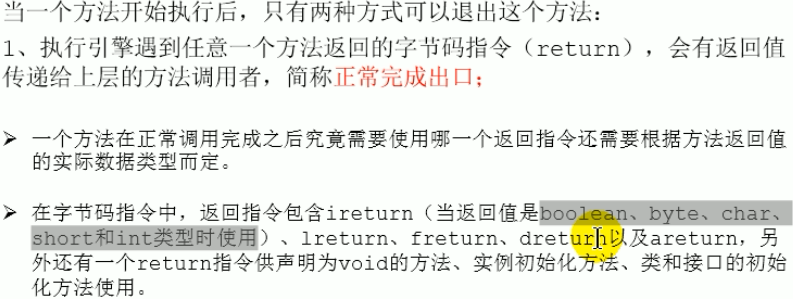 当一个方法开始执行后，只有两种方式可以退出这个方法：
1、执行引擎遇到任意一个方法返回的字节码指令（return），会有返回值
传递给上层的方法调用者，简称正常完成出口；
➢ 一个方法在正常调用完成之后究竟需要使用哪一个返回指令还需要根据方法返回值
的实际数据类型而定。
➢ 在字节码指令中，返回指令包含ireturn（当返回值是boolean、byte、char、
short和int类型时使用）、lreturn、freturn、dreturn以及areturn，另
外还有一个return指令供声明为void的方法、实例初始化方法、类和接口的初始
化方法使用。